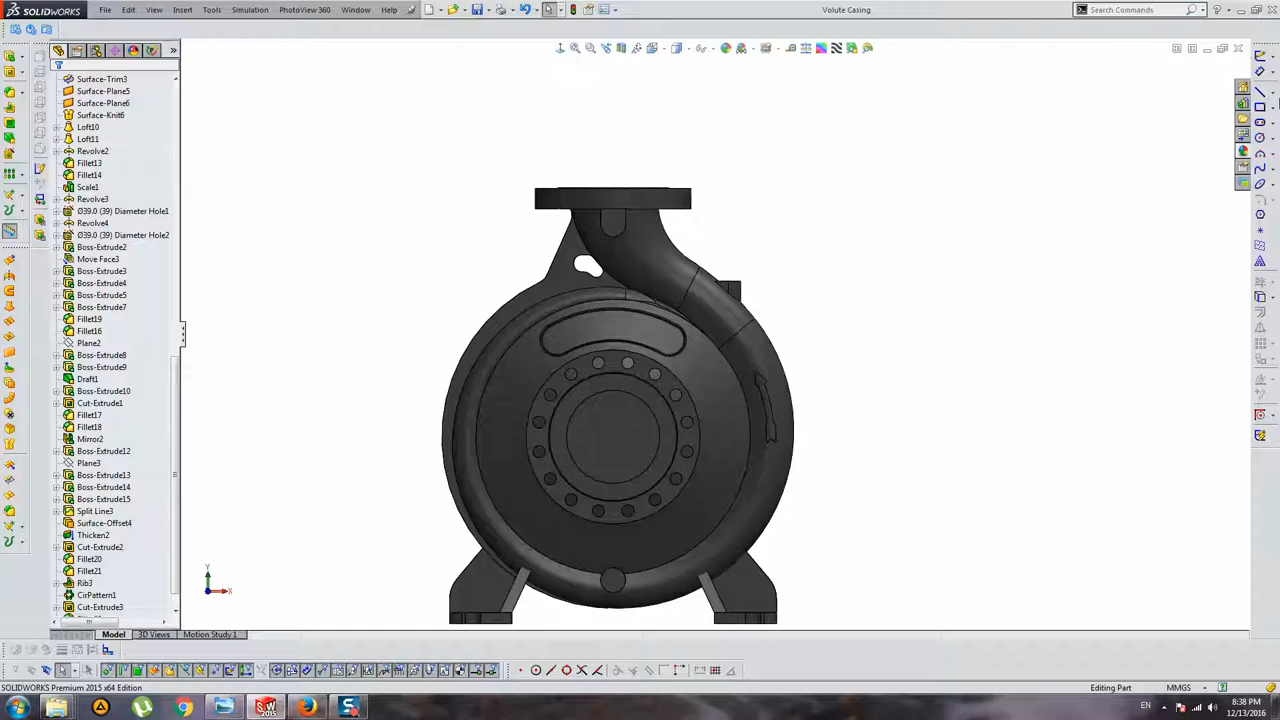 SOLIDWORKS
File Edit View Insert Tools Simulation PhotoView 360 Window Help
Volute Casing
Search Commands
Surface-Trim3
Surface-Plane5
Surface-Plane6
Surface-Knit6
Loft10
Loft11
Revolve2
Fillet13
Fillet14
Scale1
Revolve3
Ø39.0 (39) Diameter Hole1
Revolve4
Ø39.0 (39) Diameter Hole2
Boss-Extrude2
Move Face3
Boss-Extrude3
Boss-Extrude4
Boss-Extrude5
Boss-Extrude7
Fillet19
Fillet16
Plane2
Boss-Extrude8
Boss-Extrude9
Draft1
Boss-Extrude10
Cut-Extrude1
Fillet17
Fillet18
Mirror2
Boss-Extrude12
Plane3
Boss-Extrude13
Boss-Extrude14
Boss-Extrude15
Split Line3
Surface-Offset4
Thicken2
Cut-Extrude2
Fillet20
Fillet21
Rib3
CirPattern1
Cut-Extrude3
Y
X
Model 3D Views Motion Study 1
SOLIDWORKS Premium 2015 x64 Edition
Editing Part
MMGS
EN
8:38 PM
12/13/2016